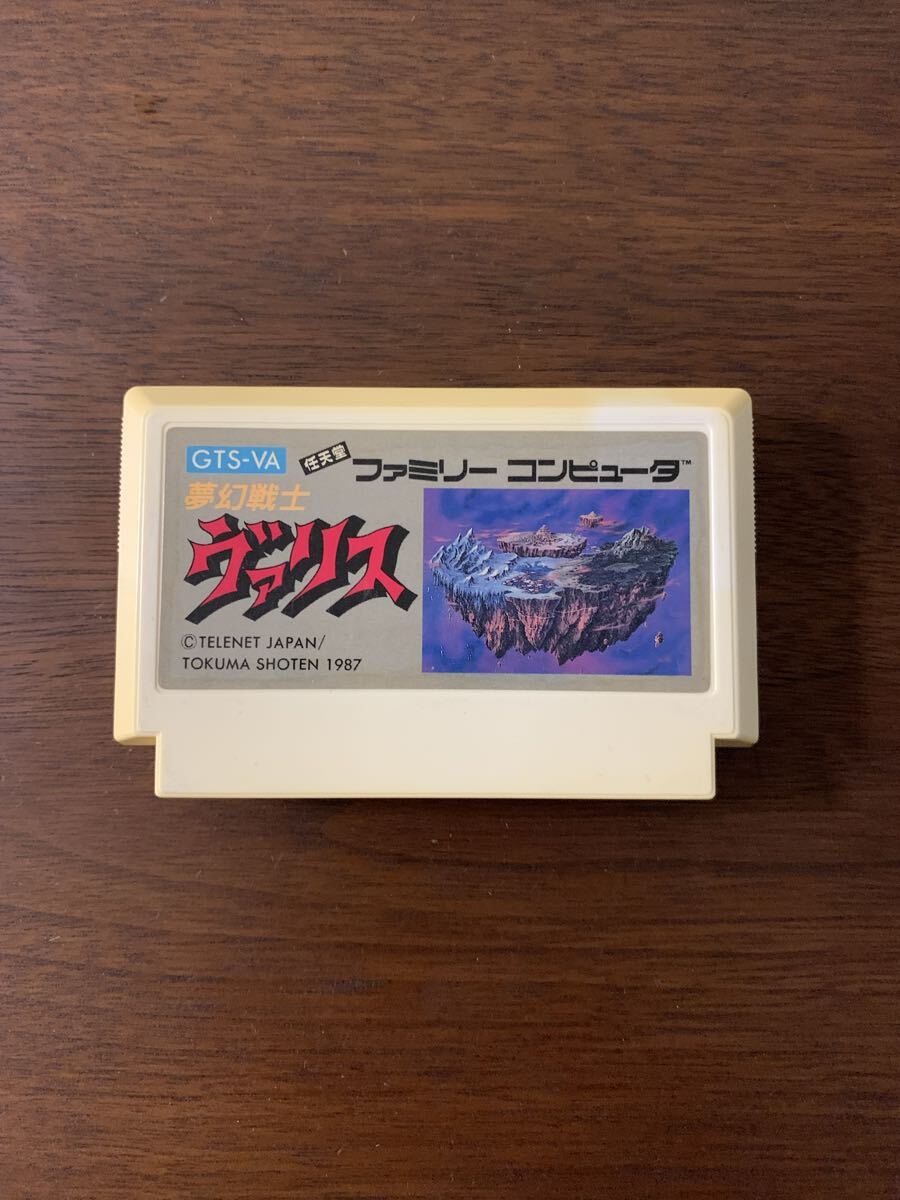 GTS-VA
任天堂 ファミリー コンピュータ™
夢幻戦士
ヴァリス
©TELENET JAPAN/
TOKUMA SHOTEN 1987